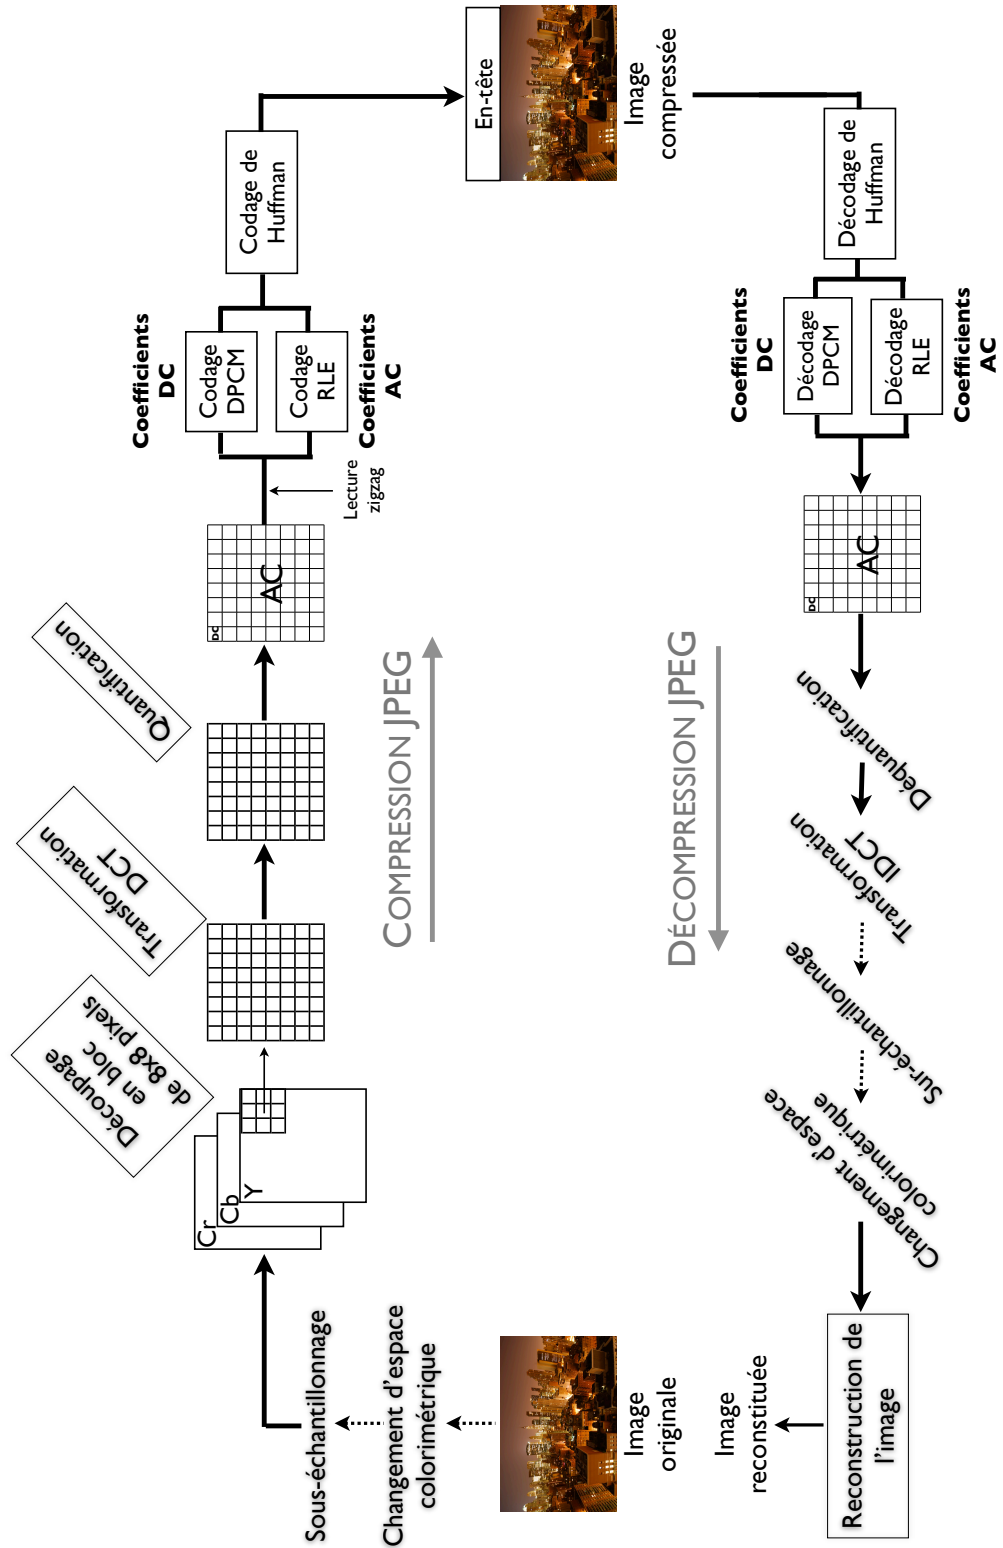 Image
originale
Changement d'espace
colorimétrique
Sous-échantillonnage
Cr
Cb
Y
Découpage
en bloc
de 8x8 pixels
Transformation
DCT
Quantification
DC
AC
Lecture
zigzag
Coefficients
DC
Codage
DPCM
Codage
RLE
Coefficients
AC
Codage de
Huffman
COMPRESSION JPEG
En-tête
Image
compressée
DÉCOMPRESSION JPEG
Décodage de
Huffman
Coefficients
DC
Décodage
DPCM
Décodage
RLE
Coefficients
AC
DC
AC
Déquantification
Transformation
IDCT
Sur-échantillonnage
Changement d'espace
colorimétrique
Reconstruction de
l'image
Image
reconstituée